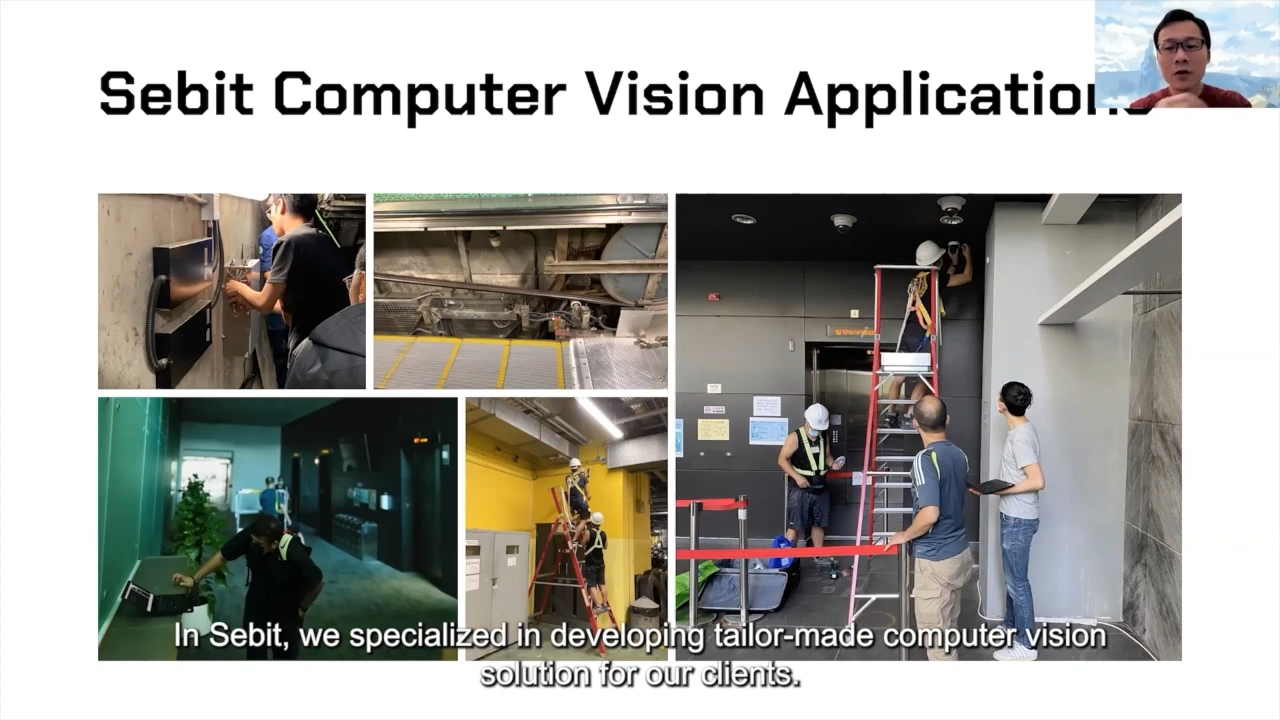 Sebit Computer Vision Applications
In Sebit, we specialized in developing tailor-made computer vision
solution for our clients.